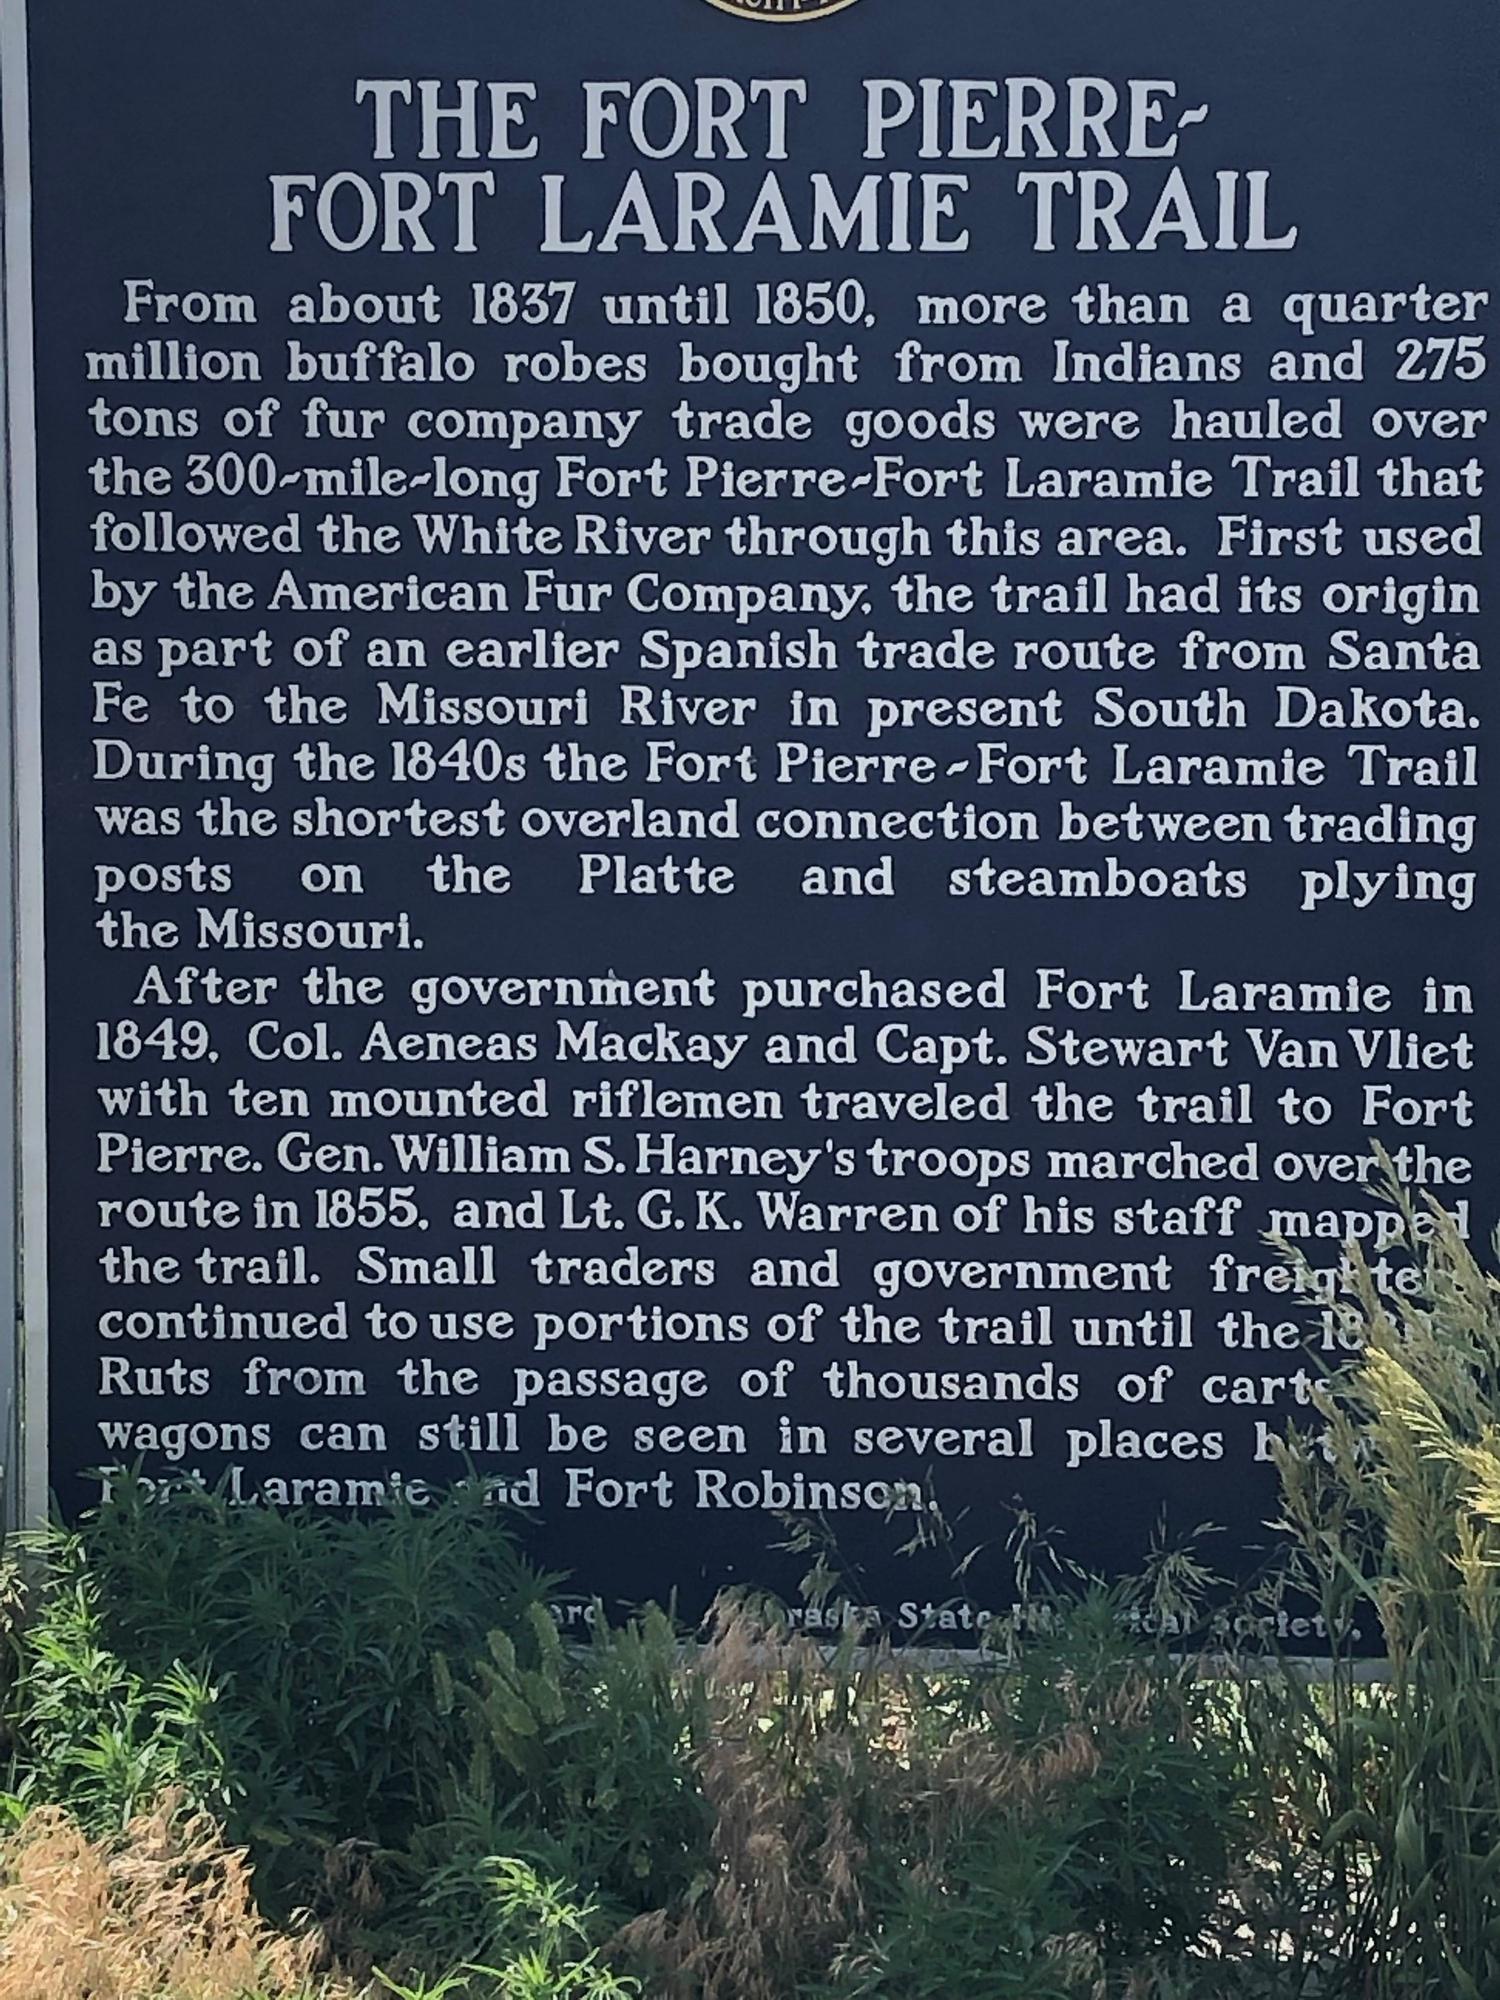 THE FORT PIERRE-
FORT LARAMIE TRAIL
From about 1837 until 1850, more than a quarter
million buffalo robes bought from Indians and 275
tons of fur company trade goods were hauled over
the 300-mile-long Fort Pierre-Fort Laramie Trail that
followed the White River through this area. First used
by the American Fur Company, the trail had its origin
as part of an earlier Spanish trade route from Santa
Fe to the Missouri River in present South Dakota.
During the 1840s the Fort Pierre-Fort Laramie Trail
was the shortest overland connection between trading
posts on the Platte and steamboats plying
the Missouri.
After the government purchased Fort Laramie in
1849, Col. Aeneas Mackay and Capt. Stewart Van Vliet
with ten mounted riflemen traveled the trail to Fort
Pierre. Gen. William S. Harney's troops marched over the
route in 1855, and Lt. G. K. Warren of his staff mapped
the trail. Small traders and government
continued to use portions of the trail until the
Ruts from the passage of thousands of carts
wagons can still be seen in several places
Fort Laramie and Fort Robinson.
State Historical Society,